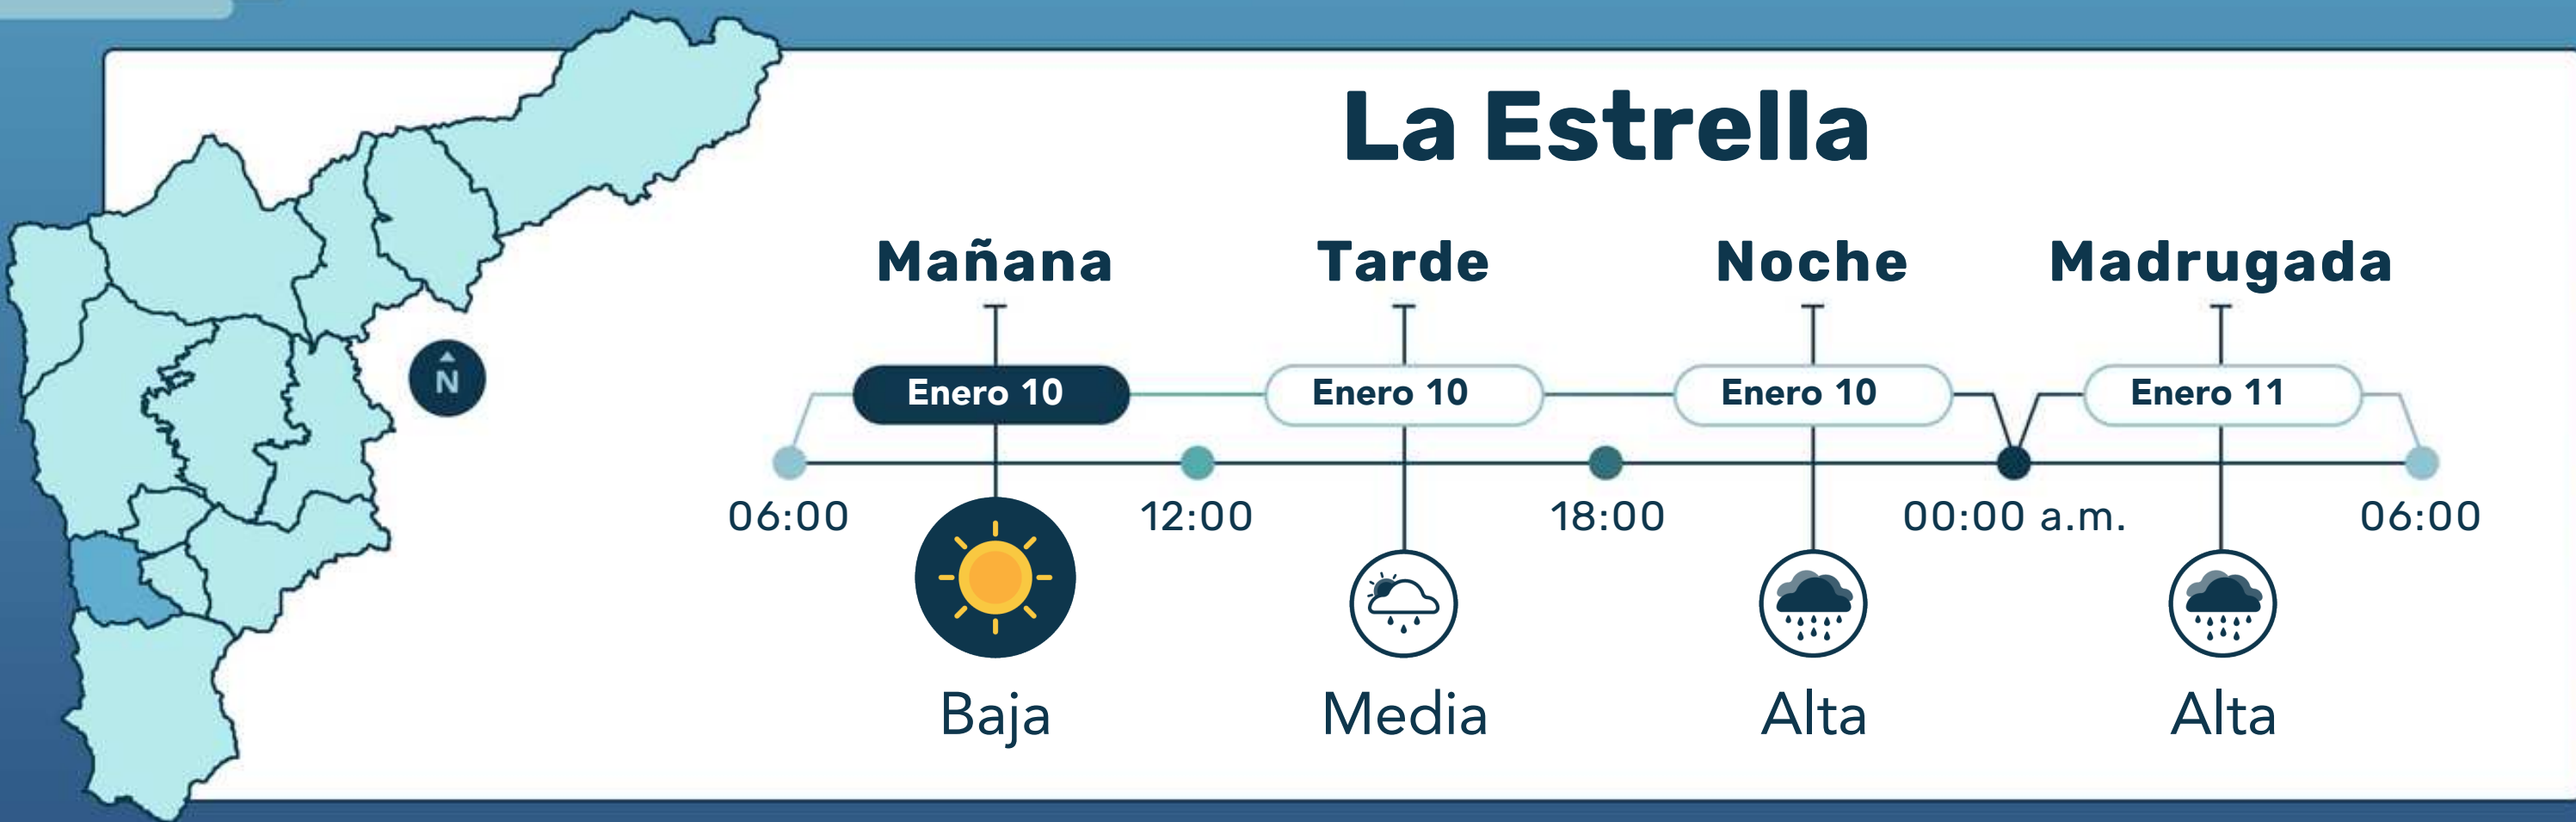 La Estrella
Mañana Tarde Noche Madrugada
N
Enero 10 Enero 10 Enero 10 Enero 11
06:00 12:00 18:00 00:00 a.m. 06:00
Baja Media Alta Alta